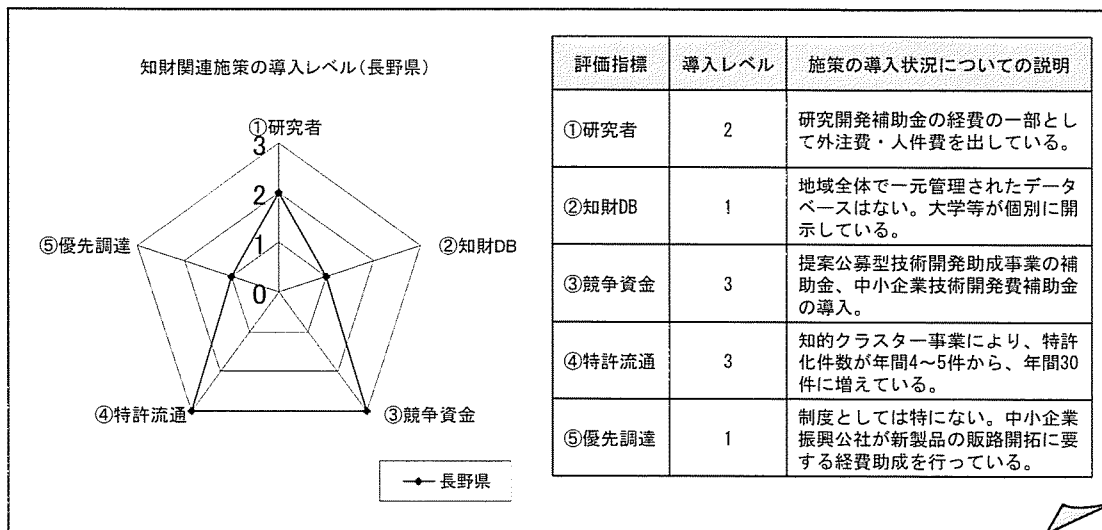 知財関連施策の導入レベル(長野県)
①研究者
3
2
1
0
②知財DB
③競争資金
④特許流通
⑤優先調達
長野県
評価指標 導入レベル 施策の導入状況についての説明
①研究者 2 研究開発補助金の経費の一部とし
て外注費・人件費を出している。
②知財DB 1 地域全体で一元管理されたデータ
ベースはない。大学等が個別に開
示している。
③競争資金 3 提案公募型技術開発助成事業の補
助金、中小企業技術開発費補助金
の導入。
④特許流通 3 知的クラスター事業により、特許
化件数が年間4~5件から、年間30
件に増えている。
⑤優先調達 1 制度としては特にない。中小企業
振興公社が新製品の販路開拓に要
する経費助成を行っている。